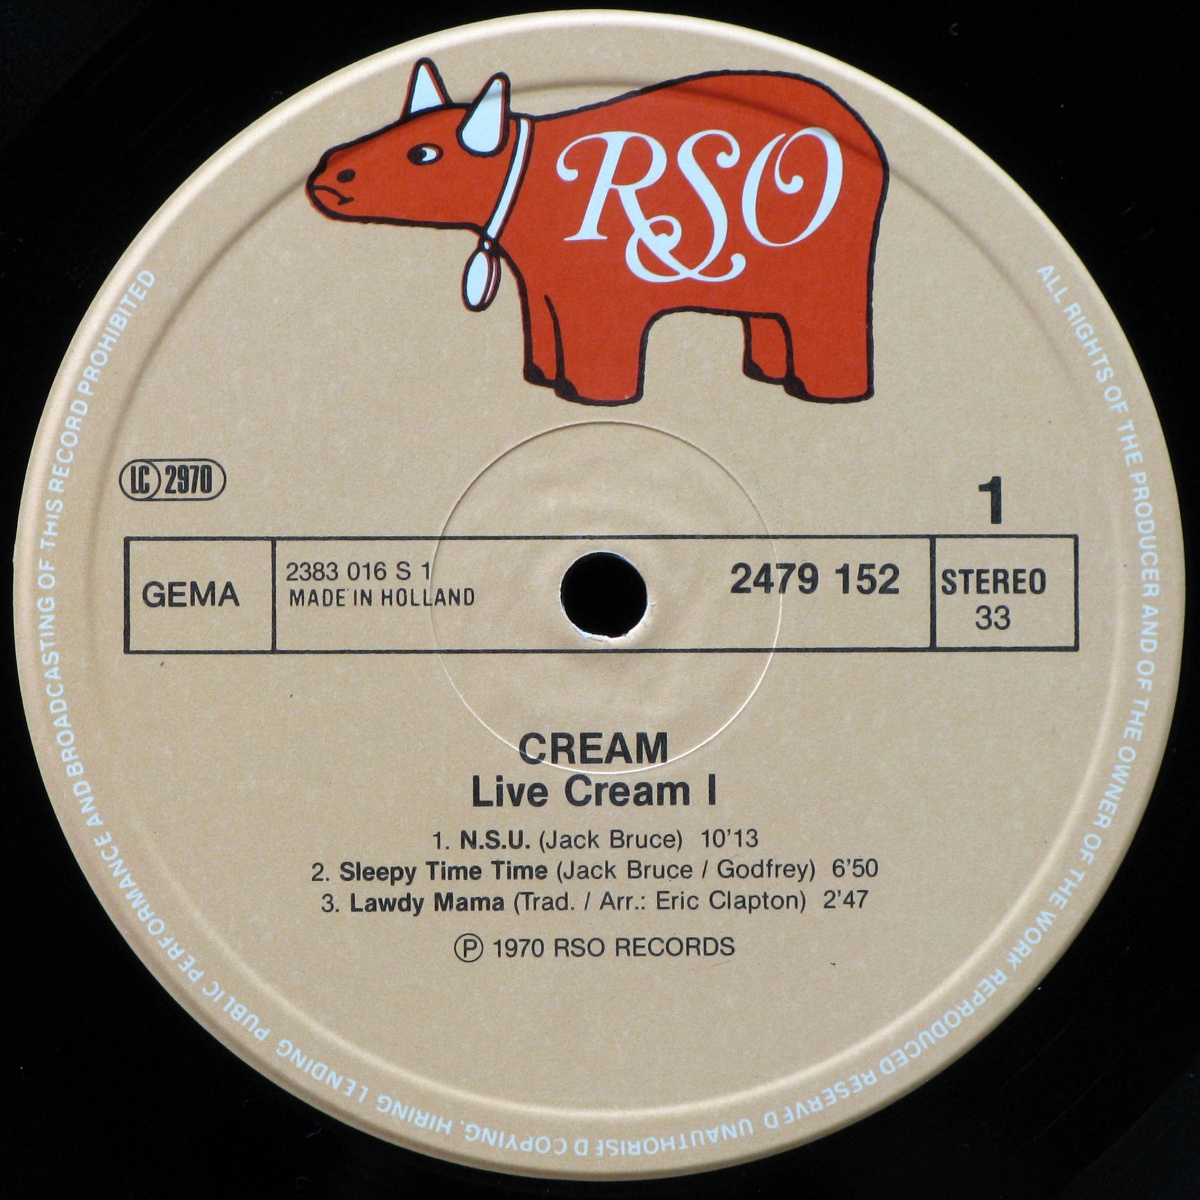 RSO
ALL RIGHTS OF THE PRODUCER AND OF THE OWNER OF THE WORK REPRODUCED RESERVED UNAUTHORISED COPYING, HIRING, LENDING, PUBLIC PERFORMANCE AND BROADCASTING OF THIS RECORD PROHIBITED
LC 2970
1
GEMA
2383 016 S 1
MADE IN HOLLAND
2479 152
STEREO
33
CREAM
Live Cream I
1. N.S.U. (Jack Bruce) 10'13
2. Sleepy Time Time (Jack Bruce / Godfrey) 6'50
3. Lawdy Mama (Trad. / Arr.: Eric Clapton) 2'47
Ⓟ 1970 RSO RECORDS